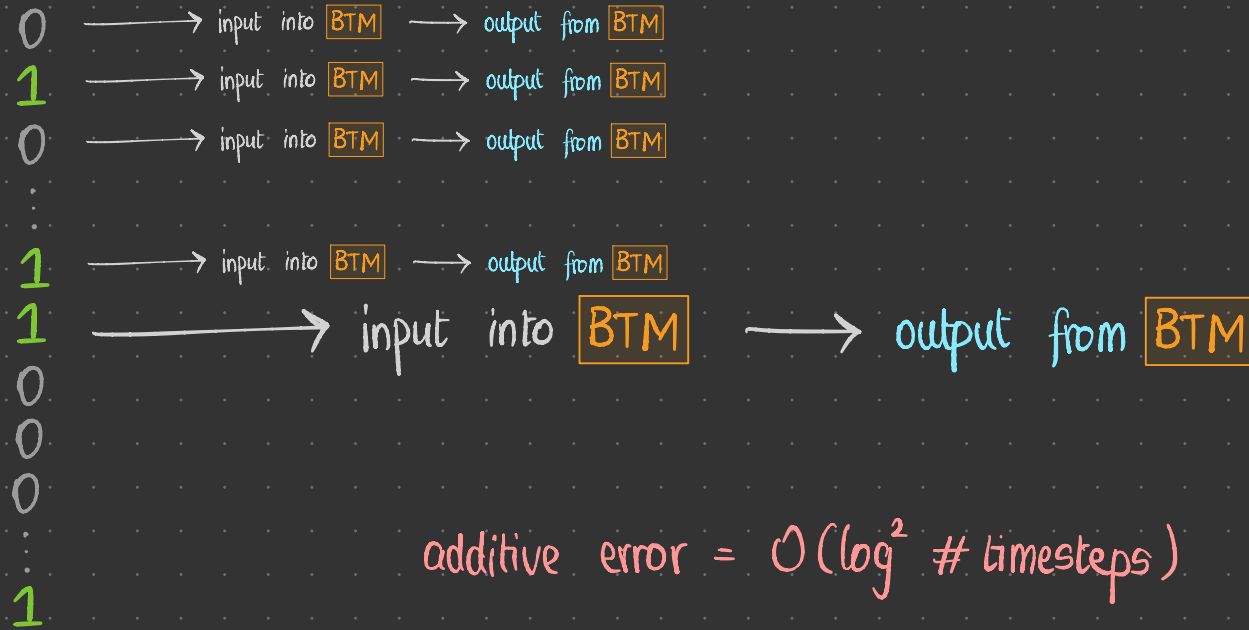 0 → input into BTM → output from BTM
1 → input into BTM → output from BTM
0 → input into BTM → output from BTM
⋮
1 → input into BTM → output from BTM
1 → input into BTM → output from BTM
0
0
0
⋮
additive error = O(log² # timesteps)
1